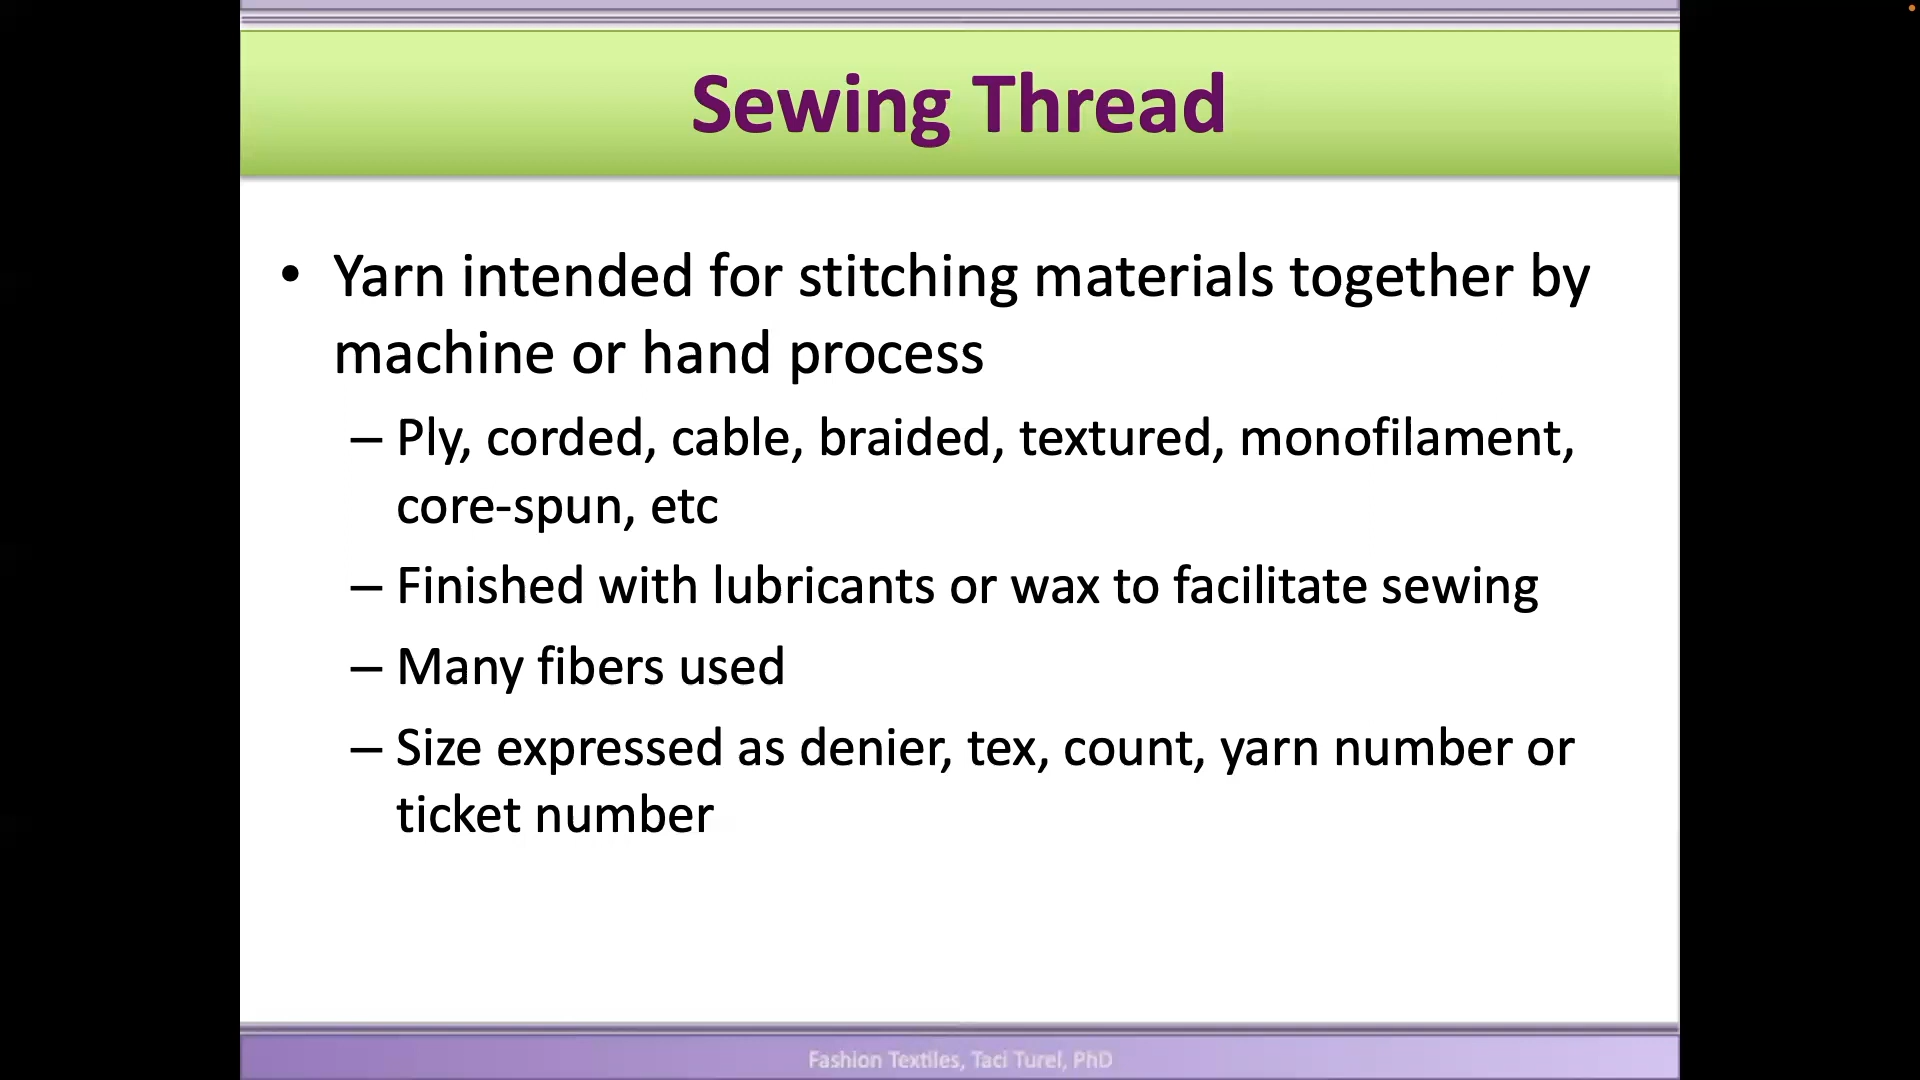 Sewing Thread
• Yarn intended for stitching materials together by
machine or hand process
– Ply, corded, cable, braided, textured, monofilament,
core-spun, etc
– Finished with lubricants or wax to facilitate sewing
– Many fibers used
– Size expressed as denier, tex, count, yarn number or
ticket number
Fashion Textiles, Taci Turel, PhD